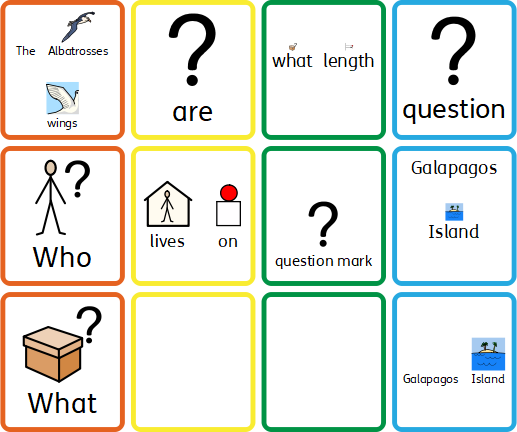 The Albatrosses
wings
are
what length
question
Who
lives on
question mark
Galapagos
Island
What
Galapagos Island